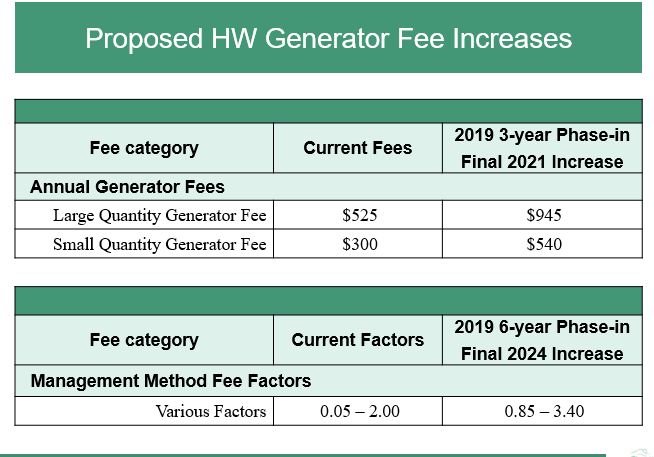 Proposed HW Generator Fee Increases
Fee category Current Fees 2019 3-year Phase-in
Final 2021 Increase
Annual Generator Fees
Large Quantity Generator Fee $525 $945
Small Quantity Generator Fee $300 $540
Fee category Current Factors 2019 6-year Phase-in
Final 2024 Increase
Management Method Fee Factors
Various Factors 0.05 – 2.00 0.85 – 3.40